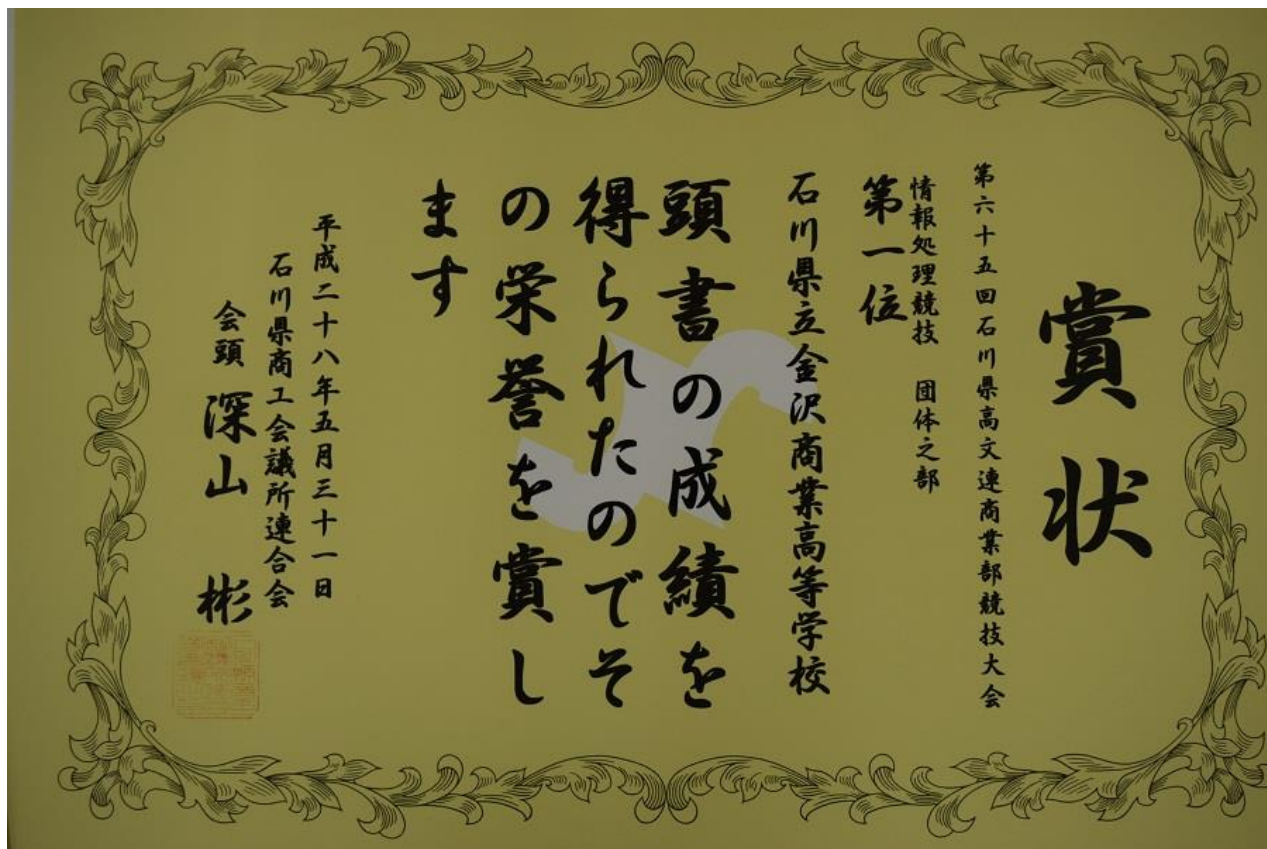 賞状
第六十五回石川県高文連商業部競技大会
情報処理競技 団体之部
第一位
石川県立金沢商業高等学校
頭書の成績を
得られたのでそ
の栄誉を賞し
ます
平成二十八年五月三十一日
石川県商工会議所連合会
会頭 深山 彬